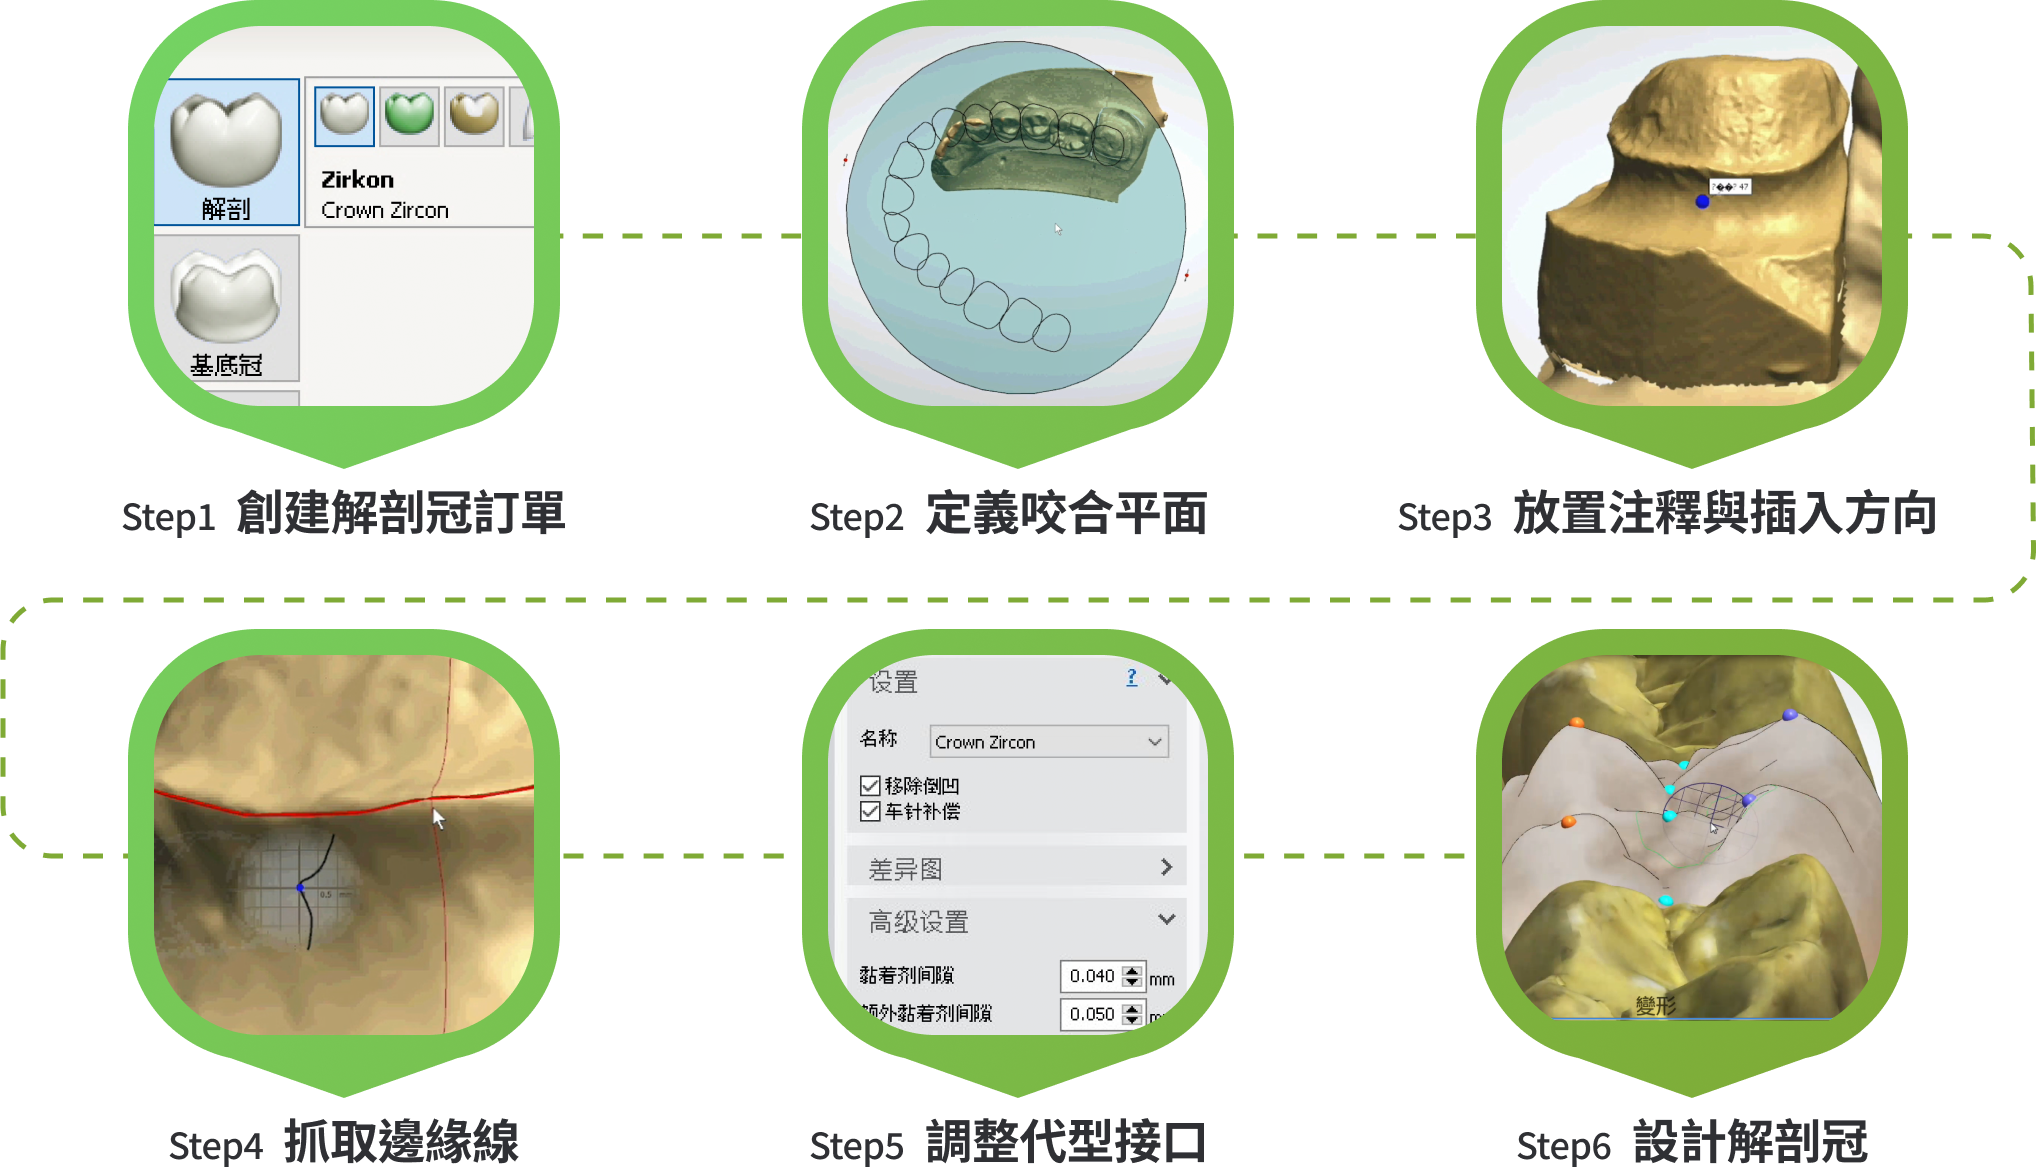 解剖
Zirkon
Crown Zircon
基底冠
Step1 創建解剖冠訂單
Step2 定義咬合平面
47
Step3 放置注釋與插入方向
0.5
Step4 抓取邊緣線
设置 ?
名称 Crown Zircon
移除倒凹
车针补偿
差异图
高级设置
黏着剂间隙 0.040 mm
额外黏着剂间隙 0.050
Step5 調整代型接口
變形
Step6 設計解剖冠